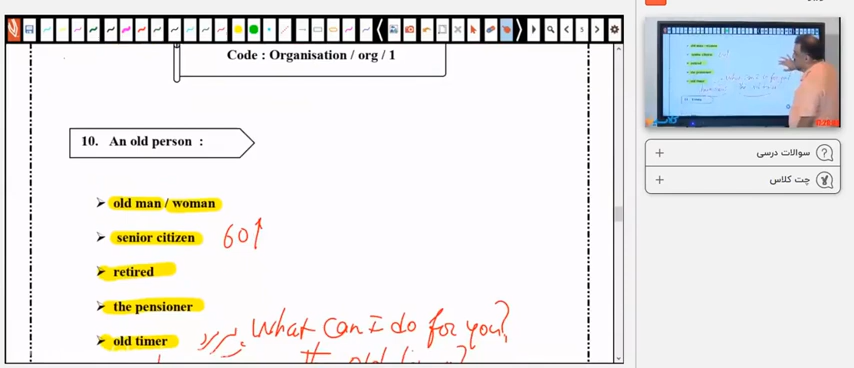 Code : Organisation / org / 1
10. An old person :
old man / woman
senior citizen 60↑
retired
the pensioner
old timer
What can I do for you?
سوالات درسی
چت کلاس